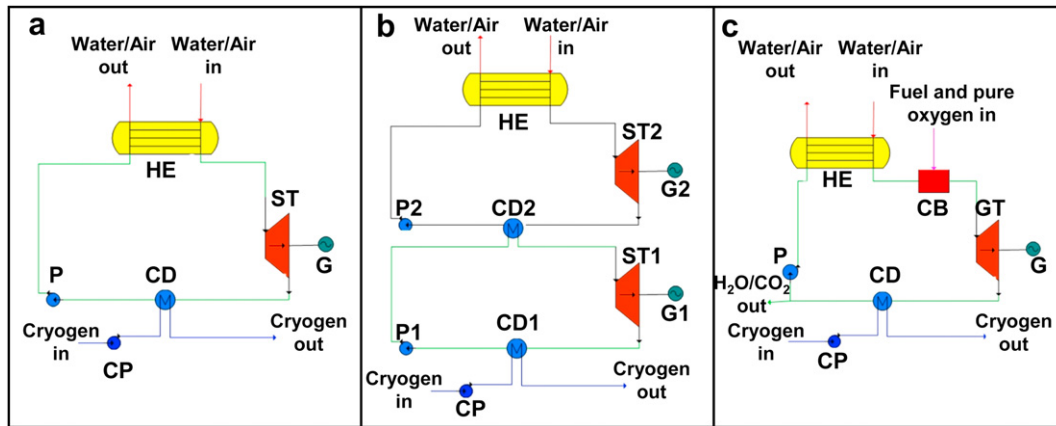 a
Water/Air
out
Water/Air
in
HE
ST
G
P
CD
Cryogen
in
CP
Cryogen
out
b
Water/Air
out
Water/Air
in
HE
ST2
G2
P2
CD2
ST1
G1
P1
CD1
Cryogen
in
CP
Cryogen
out
c
Water/Air
out
Water/Air
in
Fuel and pure
oxygen in
HE
CB
GT
G
P
H₂O/CO₂
out
CD
Cryogen
in
CP
Cryogen
out